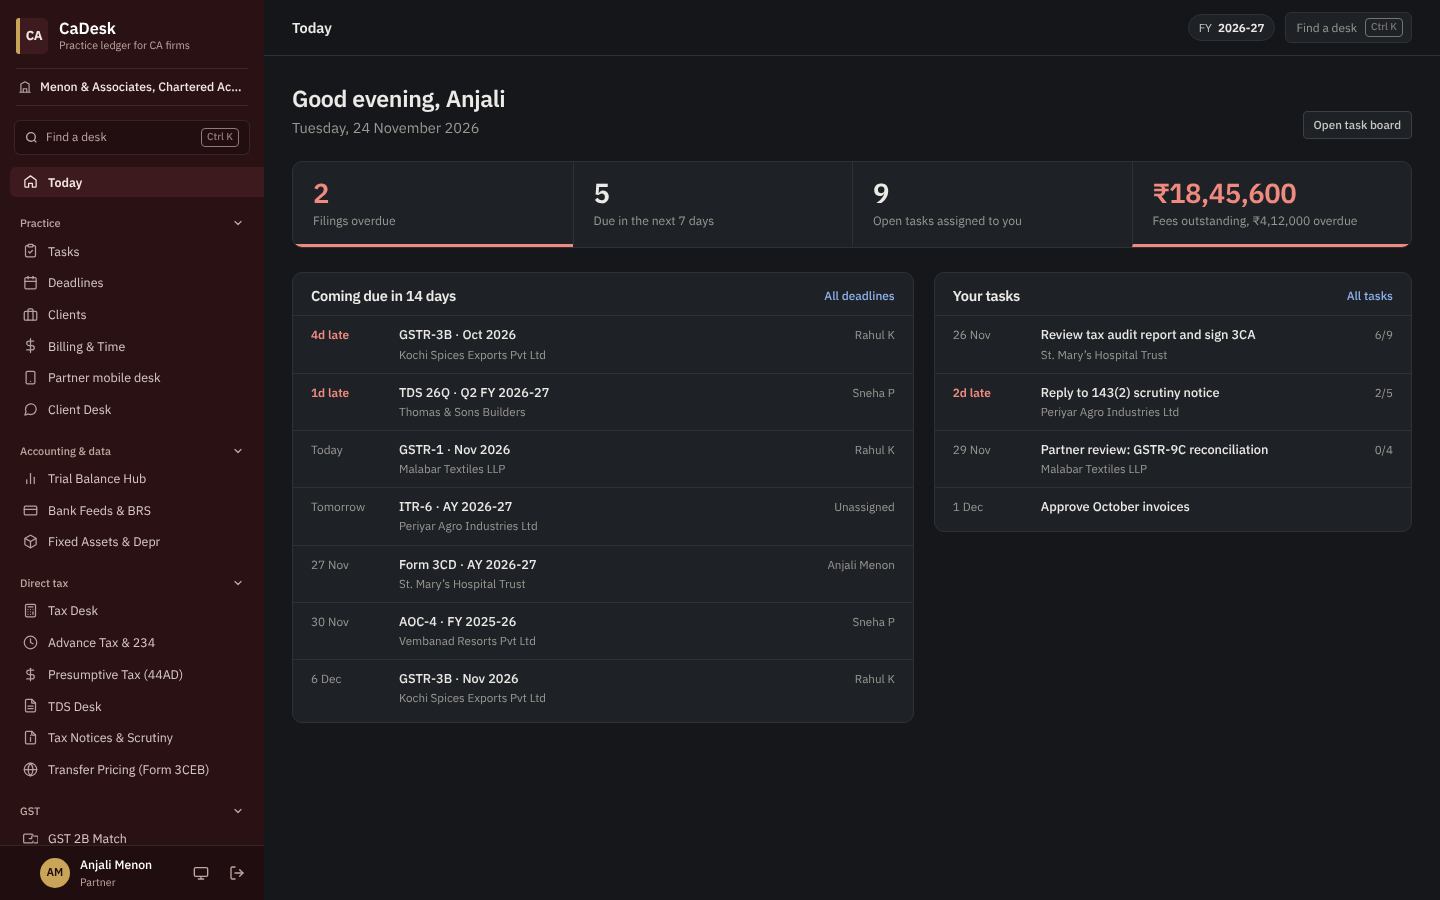 CA
CaDesk
Practice ledger for CA firms
Menon & Associates, Chartered Ac...
Find a desk
Ctrl K
Today
Practice
Tasks
Deadlines
Clients
Billing & Time
Partner mobile desk
Client Desk
Accounting & data
Trial Balance Hub
Bank Feeds & BRS
Fixed Assets & Depr
Direct tax
Tax Desk
Advance Tax & 234
Presumptive Tax (44AD)
TDS Desk
Tax Notices & Scrutiny
Transfer Pricing (Form 3CEB)
GST
GST 2B Match
AM
Anjali Menon
Partner
Today
FY 2026-27
Find a desk
Ctrl K
Good evening, Anjali
Tuesday, 24 November 2026
Open task board
2
Filings overdue
5
Due in the next 7 days
9
Open tasks assigned to you
₹18,45,600
Fees outstanding, ₹4,12,000 overdue
Coming due in 14 days
All deadlines
4d late
GSTR-3B · Oct 2026
Rahul K
Kochi Spices Exports Pvt Ltd
1d late
TDS 26Q · Q2 FY 2026-27
Sneha P
Thomas & Sons Builders
Today
GSTR-1 · Nov 2026
Rahul K
Malabar Textiles LLP
Tomorrow
ITR-6 · AY 2026-27
Unassigned
Periyar Agro Industries Ltd
27 Nov
Form 3CD · AY 2026-27
Anjali Menon
St. Mary’s Hospital Trust
30 Nov
AOC-4 · FY 2025-26
Sneha P
Vembanad Resorts Pvt Ltd
6 Dec
GSTR-3B · Nov 2026
Rahul K
Kochi Spices Exports Pvt Ltd
Your tasks
All tasks
26 Nov
Review tax audit report and sign 3CA
6/9
St. Mary’s Hospital Trust
2d late
Reply to 143(2) scrutiny notice
2/5
Periyar Agro Industries Ltd
29 Nov
Partner review: GSTR-9C reconciliation
0/4
Malabar Textiles LLP
1 Dec
Approve October invoices